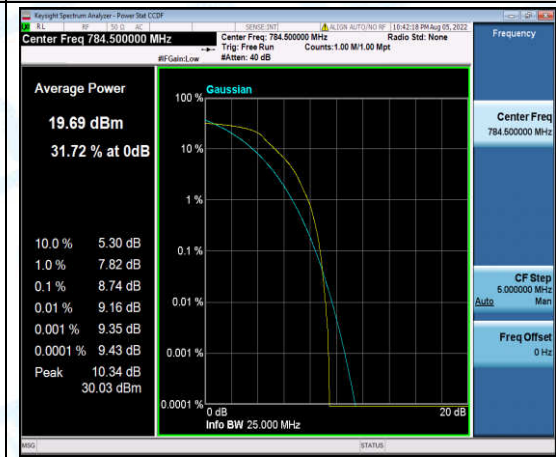 Keysight Spectrum Analyzer - Power Stat CCDF
RL RF 50 Ω AC SENSE:INT ALIGN AUTO/NO RF 10:42:18 PM Aug 05, 2022
Center Freq 784.500000 MHz
Center Freq: 784.500000 MHz Radio Std: None
Trig: Free Run Counts:1.00 M/1.00 Mpt
#IFGain:Low #Atten: 40 dB
Frequency
Average Power
19.69 dBm
31.72 % at 0dB
10.0 % 5.30 dB
1.0 % 7.82 dB
0.1 % 8.74 dB
0.01 % 9.16 dB
0.001 % 9.35 dB
0.0001 % 9.43 dB
Peak 10.34 dB
30.03 dBm
Gaussian
100 %
10 %
1 %
0.1 %
0.01 %
0.001 %
0.0001 %
0 dB 20 dB
Info BW 25.000 MHz
Center Freq
784.500000 MHz
CF Step
5.000000 MHz
Auto Man
Freq Offset
0 Hz
MSG STATUS